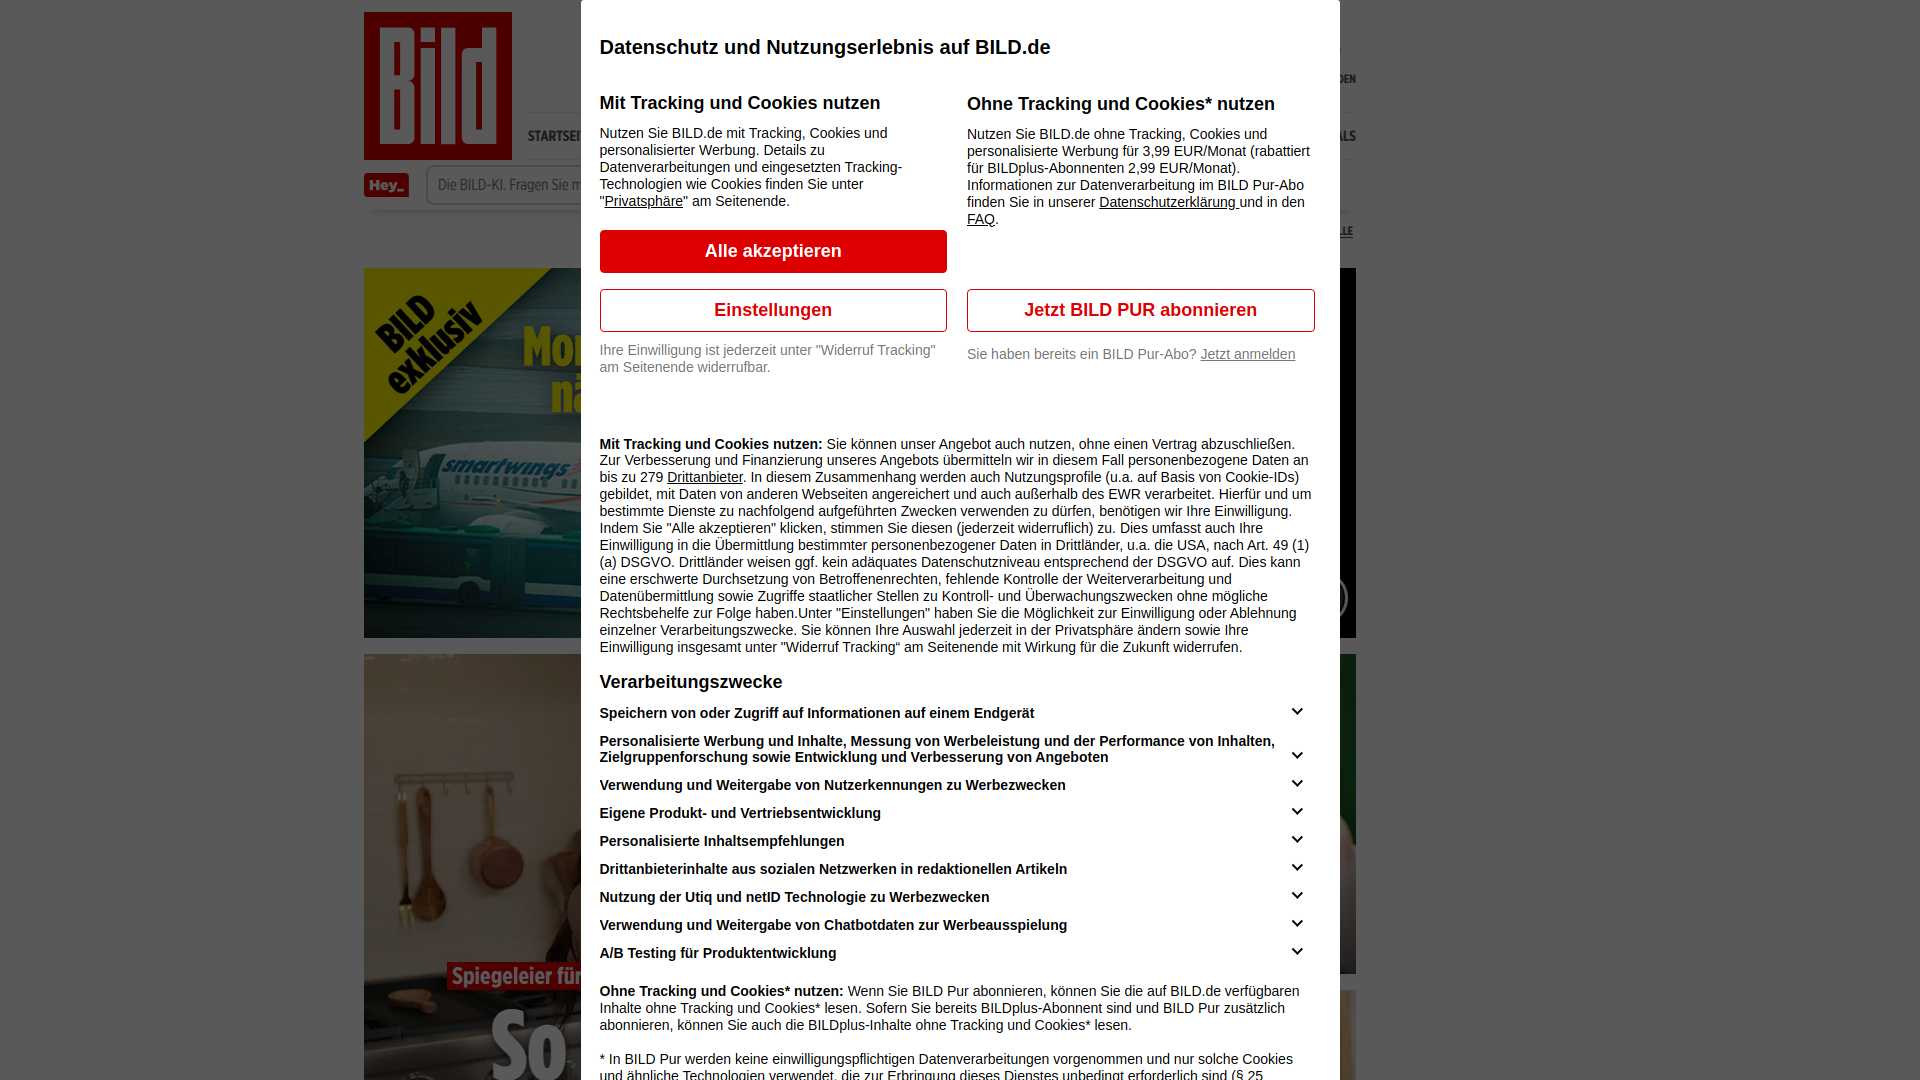 Bild
Datenschutz und Nutzungserlebnis auf BILD.de
Mit Tracking und Cookies nutzen
Nutzen Sie BILD.de mit Tracking, Cookies und
personalisierter Werbung. Details zu
Datenverarbeitungen und eingesetzten Tracking-
Technologien wie Cookies finden Sie unter
"Privatsphäre" am Seitenende.
Alle akzeptieren
Einstellungen
Ihre Einwilligung ist jederzeit unter "Widerruf Tracking"
am Seitenende widerrufbar.
Ohne Tracking und Cookies* nutzen
Nutzen Sie BILD.de ohne Tracking, Cookies und
personalisierte Werbung für 3,99 EUR/Monat (rabattiert
für BILDplus-Abonnenten 2,99 EUR/Monat).
Informationen zur Datenverarbeitung im BILD Pur-Abo
finden Sie in unserer Datenschutzerklärung und in den
FAQ.
Jetzt BILD PUR abonnieren
Sie haben bereits ein BILD Pur-Abo? Jetzt anmelden
Mit Tracking und Cookies nutzen: Sie können unser Angebot auch nutzen, ohne einen Vertrag abzuschließen.
Zur Verbesserung und Finanzierung unseres Angebots übermitteln wir in diesem Fall personenbezogene Daten an
bis zu 279 Drittanbieter. In diesem Zusammenhang werden auch Nutzungsprofile (u.a. auf Basis von Cookie-IDs)
gebildet, mit Daten von anderen Webseiten angereichert und auch außerhalb des EWR verarbeitet. Hierfür und um
bestimmte Dienste zu nachfolgend aufgeführten Zwecken verwenden zu dürfen, benötigen wir Ihre Einwilligung.
Indem Sie "Alle akzeptieren" klicken, stimmen Sie diesen (jederzeit widerruflich) zu. Dies umfasst auch Ihre
Einwilligung in die Übermittlung bestimmter personenbezogener Daten in Drittländer, u.a. die USA, nach Art. 49 (1)
(a) DSGVO. Drittländer weisen ggf. kein adäquates Datenschutzniveau entsprechend der DSGVO auf. Dies kann
eine erschwerte Durchsetzung von Betroffenenrechten, fehlende Kontrolle der Weiterverarbeitung und
Datenübermittlung sowie Zugriffe staatlicher Stellen zu Kontroll- und Überwachungszwecken ohne mögliche
Rechtsbehelfe zur Folge haben.Unter "Einstellungen" haben Sie die Möglichkeit zur Einwilligung oder Ablehnung
einzelner Verarbeitungszwecke. Sie können Ihre Auswahl jederzeit in der Privatsphäre ändern sowie Ihre
Einwilligung insgesamt unter "Widerruf Tracking“ am Seitenende mit Wirkung für die Zukunft widerrufen.
Verarbeitungszwecke
Speichern von oder Zugriff auf Informationen auf einem Endgerät
Personalisierte Werbung und Inhalte, Messung von Werbeleistung und der Performance von Inhalten,
Zielgruppenforschung sowie Entwicklung und Verbesserung von Angeboten
Verwendung und Weitergabe von Nutzerkennungen zu Werbezwecken
Eigene Produkt- und Vertriebsentwicklung
Personalisierte Inhaltsempfehlungen
Drittanbieterinhalte aus sozialen Netzwerken in redaktionellen Artikeln
Nutzung der Utiq und netID Technologie zu Werbezwecken
Verwendung und Weitergabe von Chatbotdaten zur Werbeausspielung
A/B Testing für Produktentwicklung
Ohne Tracking und Cookies* nutzen: Wenn Sie BILD Pur abonnieren, können Sie die auf BILD.de verfügbaren
Inhalte ohne Tracking und Cookies* lesen. Sofern Sie bereits BILDplus-Abonnent sind und BILD Pur zusätzlich
abonnieren, können Sie auch die BILDplus-Inhalte ohne Tracking und Cookies* lesen.
* In BILD Pur werden keine einwilligungspflichtigen Datenverarbeitungen vorgenommen und nur solche Cookies
und ähnliche Technologien verwendet, die zur Erbringung dieses Dienstes unbedingt erforderlich sind (§ 25
STARTSEI
Hey_
Die BILD-KI. Fragen Sie m
BILD
exklusiv
Mo
nä
smartwings
Spiegeleier für
So
DEN
ALS
LLE